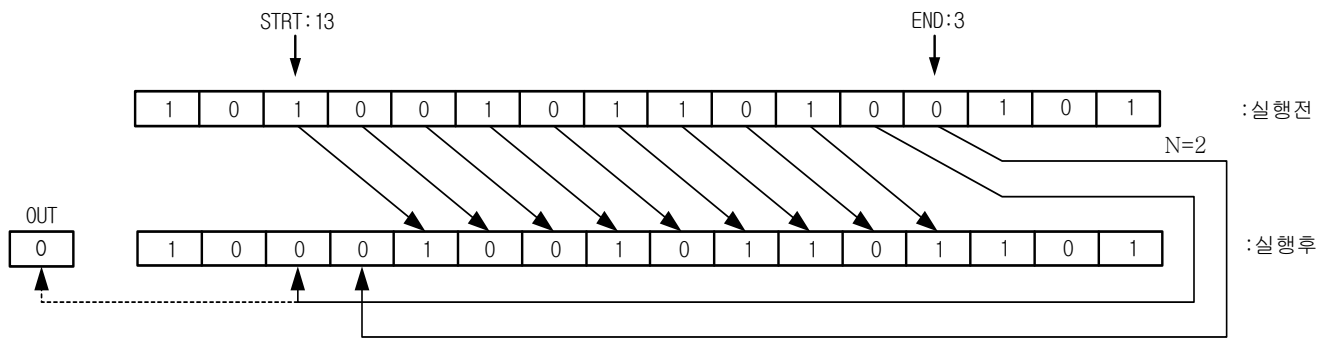 STRT:13 END:3
1 0 1 0 0 1 0 1 1 0 1 0 0 1 0 1 :실행전
N=2
OUT
0 1 0 0 0 1 0 0 1 0 1 1 0 1 1 0 1 :실행후